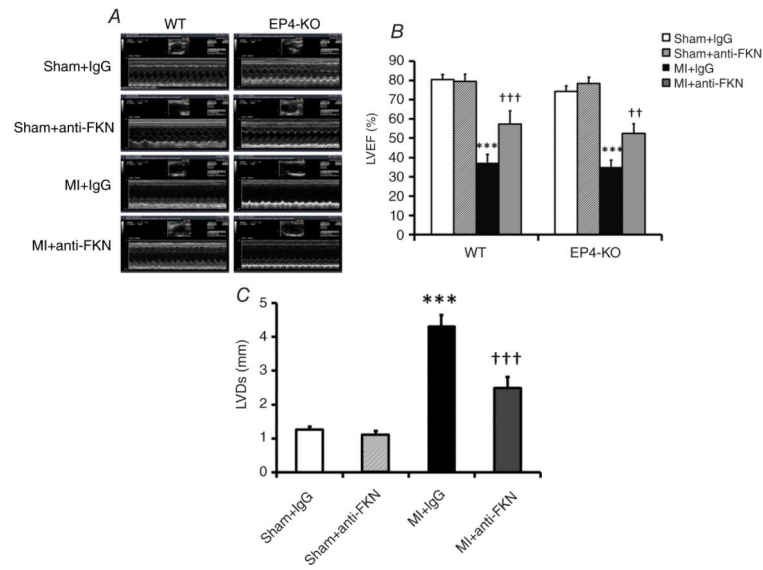 A
WT
EP4-KO
Sham+IgG
Sham+anti-FKN
MI+IgG
MI+anti-FKN
B
Sham+IgG
Sham+anti-FKN
MI+IgG
MI+anti-FKN
LVEF (%)
90
80
70
60
50
40
30
20
10
0
***
†††
***
††
WT
EP4-KO
C
LVDs (mm)
5
4
3
2
1
0
***
†††
Sham+IgG
Sham+anti-FKN
MI+IgG
MI+anti-FKN